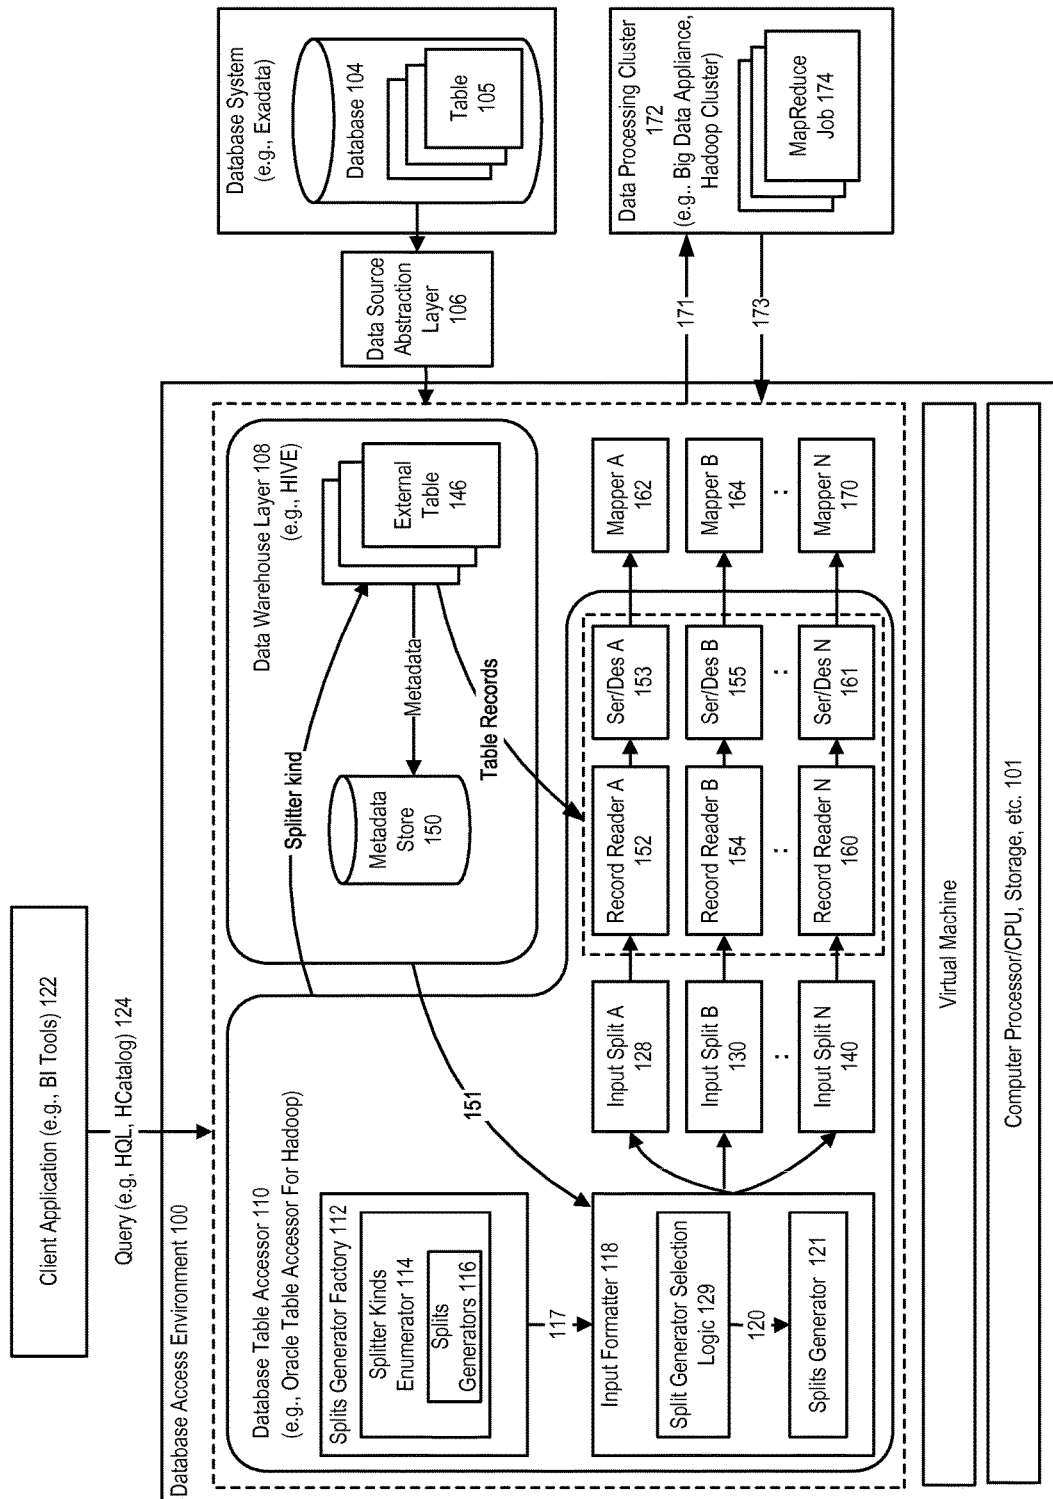 Client Application (e.g., BI Tools) 122
Query (e.g, HQL, HCatalog) 124
Database Access Environment 100
Database Table Accessor 110
(e.g., Oracle Table Accessor For Hadoop)
Splits Generator Factory 112
Splitter Kinds
Enumerator 114
Splits
Generators 116
117
Input Formatter 118
Split Generator Selection
Logic 129
120
Splits Generator 121
151
Splitter kind
Data Warehouse Layer 108
(e.g., HIVE)
Metadata
Store
150
Metadata
External
Table
146
Table Records
Input Split A
128
Input Split B
130
:
Input Split N
140
Record Reader A
152
Record Reader B
154
:
Record Reader N
160
Ser/Des A
153
Ser/Des B
155
:
Ser/Des N
161
Mapper A
162
Mapper B
164
:
Mapper N
170
Data Source
Abstraction
Layer
106
Database System
(e.g., Exadata)
Database 104
Table
105
171
173
Data Processing Cluster
172
(e.g.. Big Data Appliance,
Hadoop Cluster)
MapReduce
Job 174
Virtual Machine
Computer Processor/CPU, Storage, etc. 101